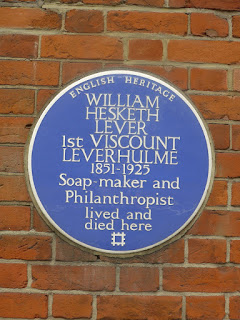 ENGLISH HERITAGE
WILLIAM
HESKETH
LEVER
1st VISCOUNT
LEVERHULME
1851-1925
Soap-maker and
Philanthropist
lived and
died here